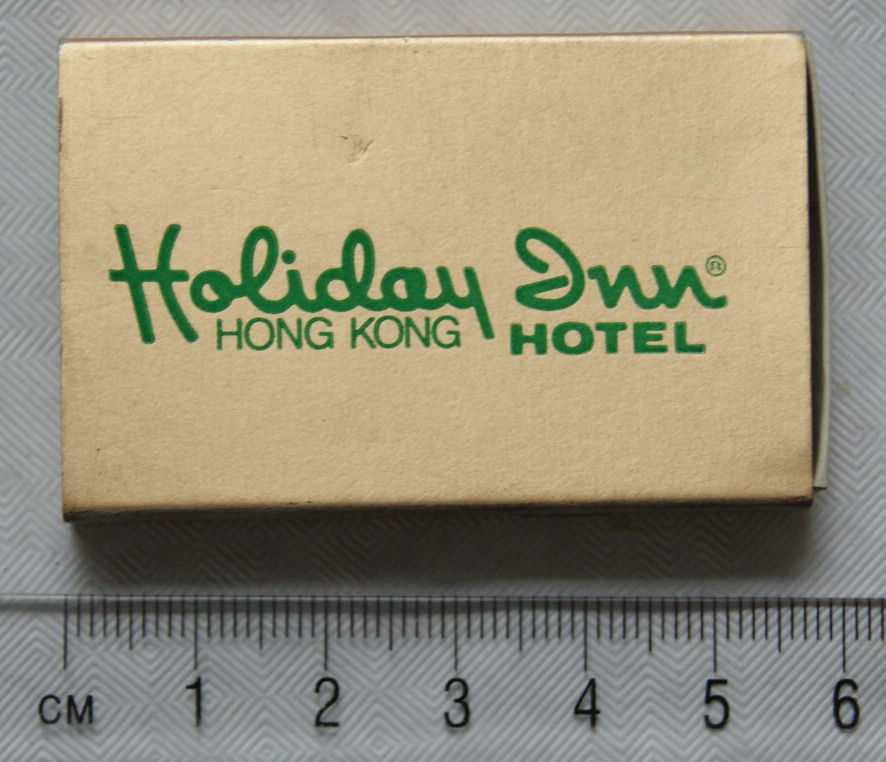 Holiday Inn®
HONG KONG HOTEL
CM 1 2 3 4 5 6